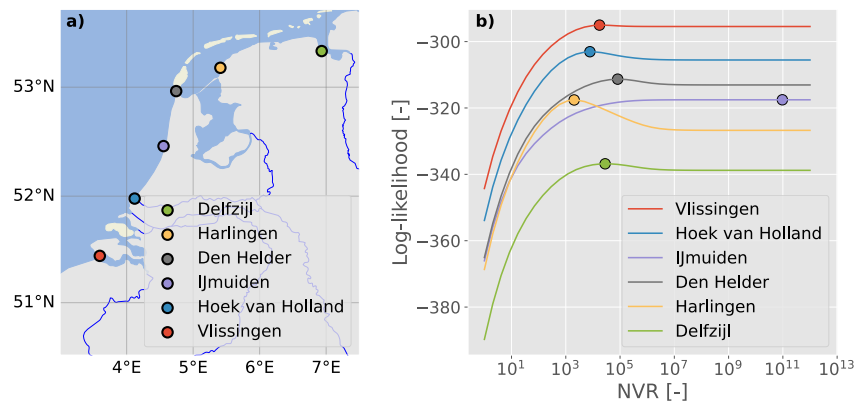 a)
53°N
52°N
51°N
4°E
5°E
6°E
7°E
Delfzijl
Harlingen
Den Helder
IJmuiden
Hoek van Holland
Vlissingen
b)
Log-likelihood [-]
−300
−320
−340
−360
−380
10¹
10³
10⁵
10⁷
10⁹
10¹¹
10¹³
NVR [-]
Vlissingen
Hoek van Holland
IJmuiden
Den Helder
Harlingen
Delfzijl